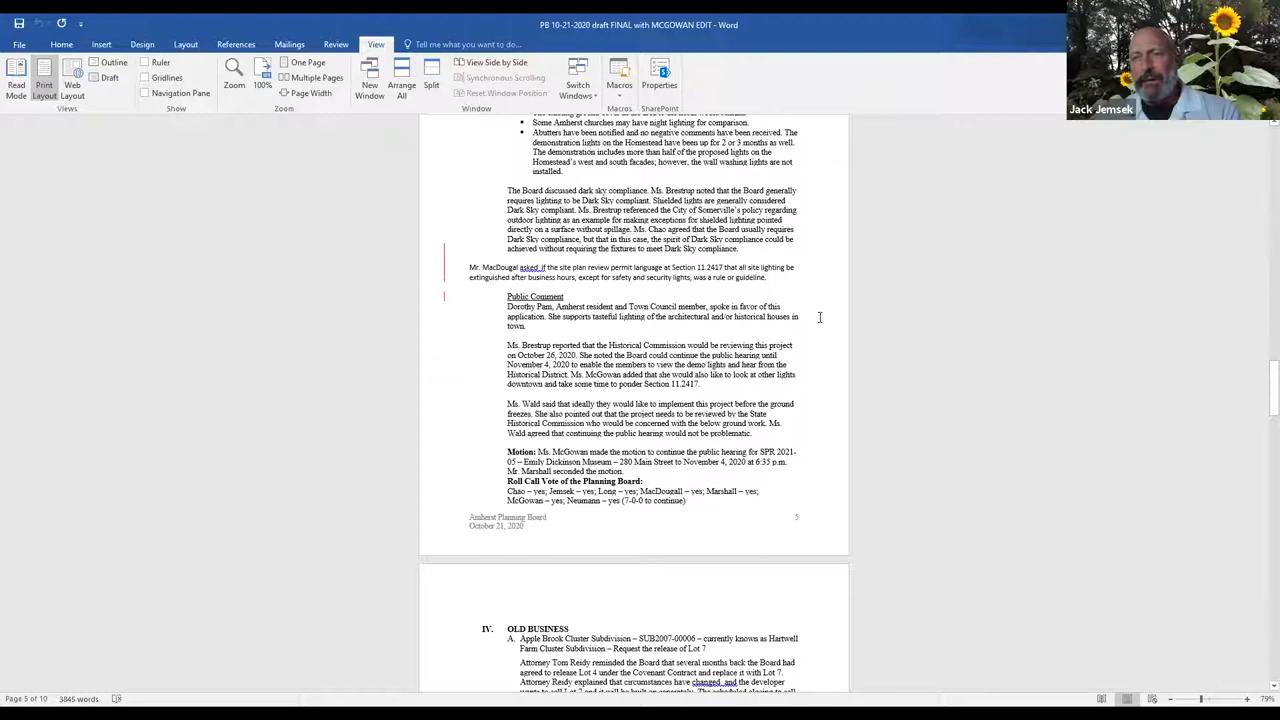 PB 10-21-2020 draft FINAL with MCGOWAN EDIT - Word
File Home Insert Design Layout References Mailings Review View Tell me what you want to do...
Read Mode
Print Layout
Web Layout
Outline
Draft
Views
Ruler
Gridlines
Navigation Pane
Show
Zoom
100%
One Page
Multiple Pages
Page Width
Zoom
New Window
Arrange All
Split
View Side by Side
Synchronous Scrolling
Reset Window Position
Window
Switch Windows
Macros
Macros
Properties
SharePoint
Jack Jemsek
• Some Amherst churches may have night lighting for comparison.
• Abutters have been notified and no negative comments have been received. The
demonstration lights on the Homestead have been up for 2 or 3 months as well.
The demonstration includes more than half of the proposed lights on the
Homestead's west and south facades; however, the wall washing lights are not
installed.
The Board discussed dark sky compliance. Ms. Brestrup noted that the Board generally
requires lighting to be Dark Sky compliant. Shielded lights are generally considered
Dark Sky compliant. Ms. Brestrup referenced the City of Somerville's policy regarding
outdoor lighting as an example for making exceptions for shielded lighting pointed
directly on a surface without spillage. Ms. Chao agreed that the Board usually requires
Dark Sky compliance, but that in this case, the spirit of Dark Sky compliance could be
achieved without requiring the fixtures to meet Dark Sky compliance.
Mr. MacDougal asked if the site plan review permit language at Section 11.2417 that all site lighting be
extinguished after business hours, except for safety and security lights, was a rule or guideline.
Public Comment
Dorothy Pam, Amherst resident and Town Council member, spoke in favor of this
application. She supports tasteful lighting of the architectural and/or historical houses in
town.
Ms. Brestrup reported that the Historical Commission would be reviewing this project
on October 26, 2020. She noted the Board could continue the public hearing until
November 4, 2020 to enable the members to view the demo lights and hear from the
Historical District. Ms. McGowan added that she would also like to look at other lights
downtown and take some time to ponder Section 11.2417.
Ms. Wald said that ideally they would like to implement this project before the ground
freezes. She also pointed out that the project needs to be reviewed by the State
Historical Commission who would be concerned with the below ground work. Ms.
Wald agreed that continuing the public hearing would not be problematic.
Motion: Ms. McGowan made the motion to continue the public hearing for SPR 2021-
05 – Emily Dickinson Museum – 280 Main Street to November 4, 2020 at 6:35 p.m.
Mr. Marshall seconded the motion.
Roll Call Vote of the Planning Board:
Chao – yes; Jemsek – yes; Long – yes; MacDougall – yes; Marshall – yes;
McGowan – yes; Neumann – yes (7-0-0 to continue)
Amherst Planning Board 5
October 21, 2020
IV. OLD BUSINESS
A. Apple Brook Cluster Subdivision – SUB2007-00006 – currently known as Hartwell
Farm Cluster Subdivision – Request the release of Lot 7
Attorney Tom Reidy reminded the Board that several months back the Board had
agreed to release Lot 4 under the Covenant Contract and replace it with Lot 7.
Attorney Reidy explained that circumstances have changed and the developer
Page 5 of 10 3845 words
79%